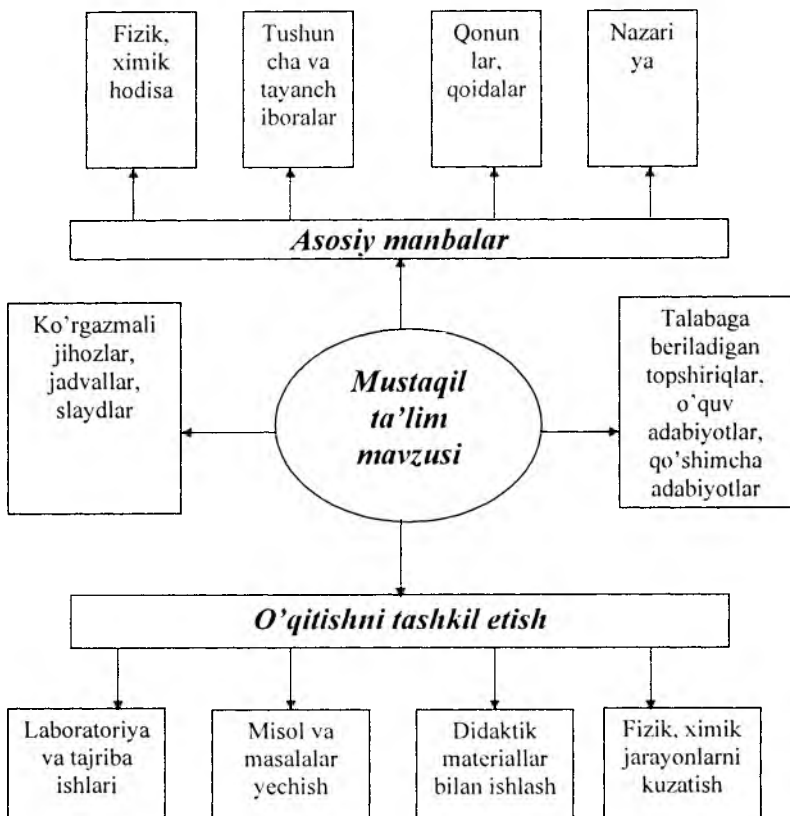 Fizik,
ximik
hodisa
Tushun
cha va
tayanch
iboralar
Qonun
lar,
qoidalar
Nazari
ya
Asosiy manbalar
Ko'rgazmali
jihozlar,
jadvallar,
slaydlar
Mustaqil
ta'lim
mavzusi
Talabaga
beriladigan
topshiriqlar,
o'quv
adabiyotlar,
qo'shimcha
adabiyotlar
O'qitishni tashkil etish
Laboratoriya
va tajriba
ishlari
Misol va
masalalar
yechish
Didaktik
materiallar
bilan ishlash
Fizik, ximik
jarayonlarni
kuzatish